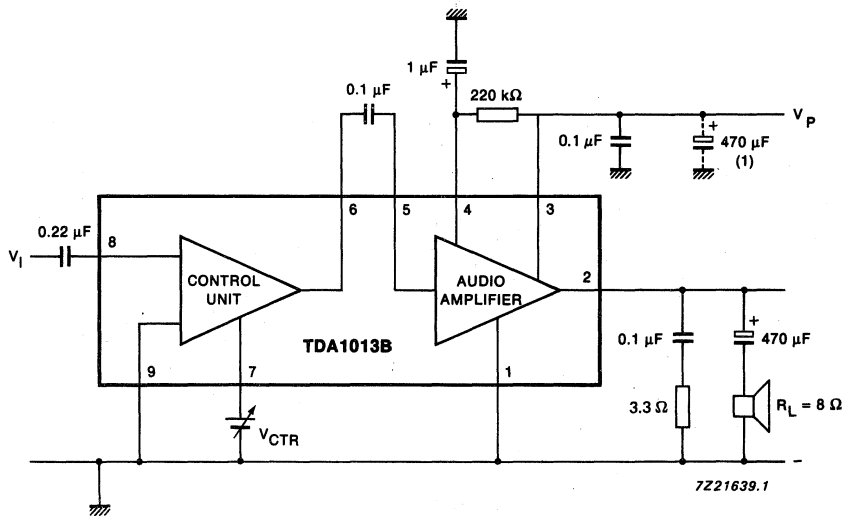 1 µF
+
0.1 µF
220 kΩ
V_P
0.1 µF
+
470 µF
(1)
6
5
4
3
0.22 µF
8
V_I
CONTROL
UNIT
AUDIO
AMPLIFIER
2
TDA1013B
9
7
1
0.1 µF
+
470 µF
3.3 Ω
R_L = 8 Ω
V_CTR
–
7Z21639.1